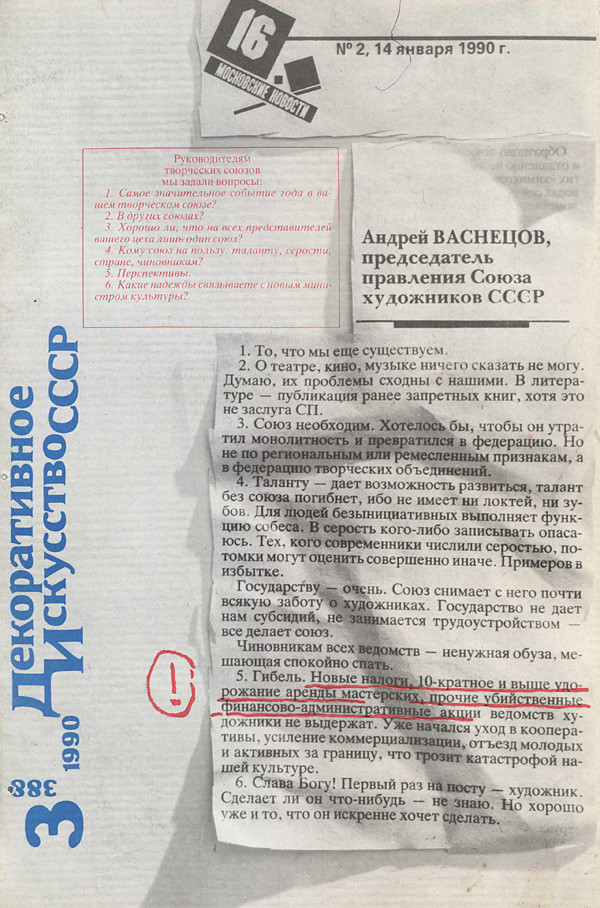 16
МОСКОВСКИЕ НОВОСТИ
№ 2, 14 января 1990 г.
Руководителям
творческих союзов
мы задали вопросы:
1. Самое значительное событие года в ва-
шем творческом союзе?
2. В других союзах?
3. Хорошо ли, что на всех представителей
вашего цеха лишь один союз?
4. Кому союз на пользу: таланту, серости,
стране, чиновникам?
5. Перспективы.
6. Какие надежды связываете с новым мини-
стром культуры?
Андрей ВАСНЕЦОВ,
председатель
правления Союза
художников СССР
1. То, что мы еще существуем.
2. О театре, кино, музыке ничего сказать не могу.
Думаю, их проблемы сходны с нашими. В литера-
туре — публикация ранее запретных книг, хотя это
не заслуга СП.
3. Союз необходим. Хотелось бы, чтобы он утра-
тил монолитность и превратился в федерацию. Но
не по региональным или ремесленным признакам, а
в федерацию творческих объединений.
4. Таланту — дает возможность развиться, талант
без союза погибнет, ибо не имеет ни локтей, ни зу-
бов. Для людей безынициативных выполняет функ-
цию собеса. В серость кого-либо записывать опаса-
юсь. Тех, кого современники числили серостью, по-
томки могут оценить совершенно иначе. Примеров в
избытке.
Государству — очень. Союз снимает с него почти
всякую заботу о художниках. Государство не дает
нам субсидий, не занимается трудоустройством —
все делает союз.
Чиновникам всех ведомств — ненужная обуза, ме-
шающая спокойно спать.
5. Гибель. Новые налоги, 10-кратное и выше удо-
рожание аренды мастерских, прочие убийственные
финансово-административные акции ведомств ху-
дожники не выдержат. Уже начался уход в коопера-
тивы, усиление коммерциализации, отъезд молодых
и активных за границу, что грозит катастрофой на-
шей культуре.
6. Слава Богу! Первый раз на посту — художник.
Сделает ли он что-нибудь — не знаю. Но хорошо
уже и то, что он искренне хочет сделать.
!
Декоративное
Искусство СССР
3 1990
388